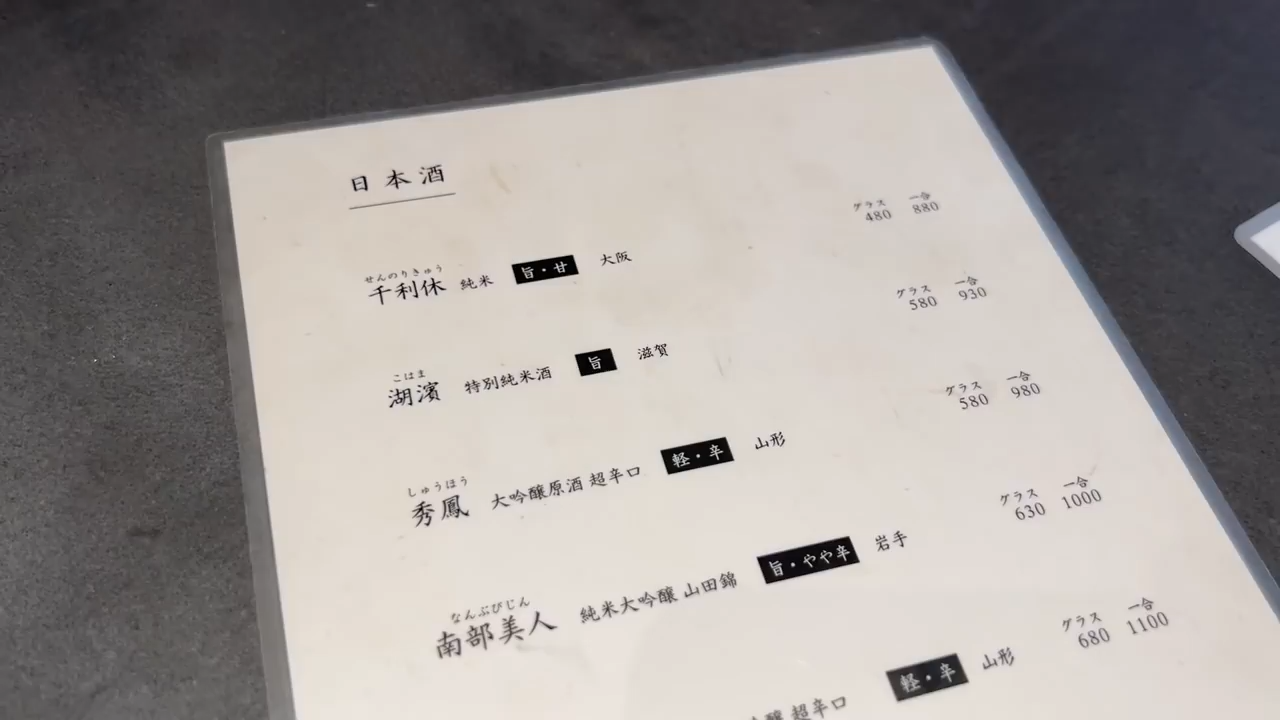 日本酒
せんのりきゅう グラス 一合
千利休 純米 旨・甘 大阪 480 880
こはま グラス 一合
湖濱 特別純米酒 旨 滋賀 580 930
しゅうほう グラス 一合
秀鳳 大吟醸原酒 超辛口 軽・辛 山形 580 980
なんぶびじん グラス 一合
南部美人 純米大吟醸 山田錦 旨・やや辛 岩手 630 1000
グラス 一合
超辛口 軽・辛 山形 680 1100